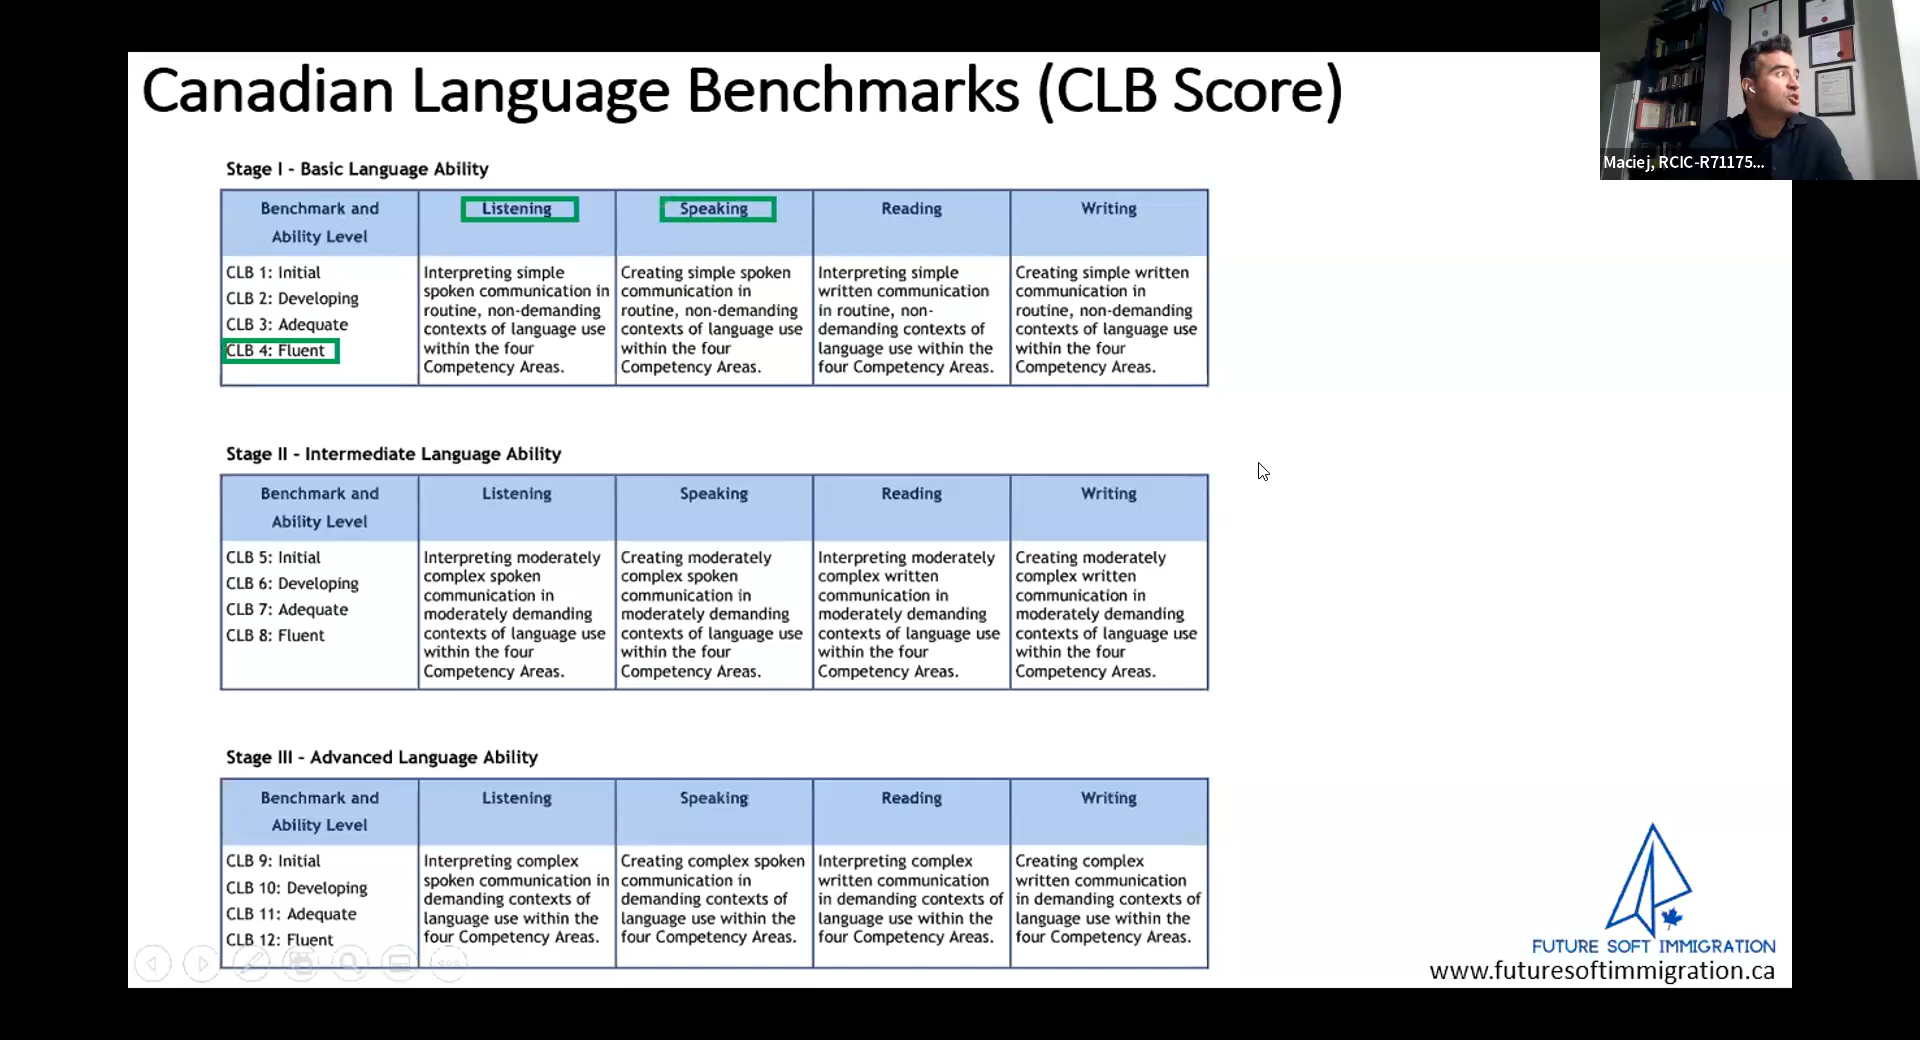 Canadian Language Benchmarks (CLB Score)
Maciej, RCIC-R71175...
Stage I - Basic Language Ability
Benchmark and
Ability Level
Listening
Speaking
Reading
Writing
CLB 1: Initial
CLB 2: Developing
CLB 3: Adequate
CLB 4: Fluent
Interpreting simple
spoken communication in
routine, non-demanding
contexts of language use
within the four
Competency Areas.
Creating simple spoken
communication in
routine, non-demanding
contexts of language use
within the four
Competency Areas.
Interpreting simple
written communication
in routine, non-
demanding contexts of
language use within the
four Competency Areas.
Creating simple written
communication in
routine, non-demanding
contexts of language use
within the four
Competency Areas.
Stage II - Intermediate Language Ability
Benchmark and
Ability Level
Listening
Speaking
Reading
Writing
CLB 5: Initial
CLB 6: Developing
CLB 7: Adequate
CLB 8: Fluent
Interpreting moderately
complex spoken
communication in
moderately demanding
contexts of language use
within the four
Competency Areas.
Creating moderately
complex spoken
communication in
moderately demanding
contexts of language use
within the four
Competency Areas.
Interpreting moderately
complex written
communication in
moderately demanding
contexts of language use
within the four
Competency Areas.
Creating moderately
complex written
communication in
moderately demanding
contexts of language use
within the four
Competency Areas.
Stage III - Advanced Language Ability
Benchmark and
Ability Level
Listening
Speaking
Reading
Writing
CLB 9: Initial
CLB 10: Developing
CLB 11: Adequate
CLB 12: Fluent
Interpreting complex
spoken communication in
demanding contexts of
language use within the
four Competency Areas.
Creating complex spoken
communication in
demanding contexts of
language use within the
four Competency Areas.
Interpreting complex
written communication
in demanding contexts of
language use within the
four Competency Areas.
Creating complex
written communication
in demanding contexts of
language use within the
four Competency Areas.
FUTURE SOFT IMMIGRATION
www.futuresoftimmigration.ca